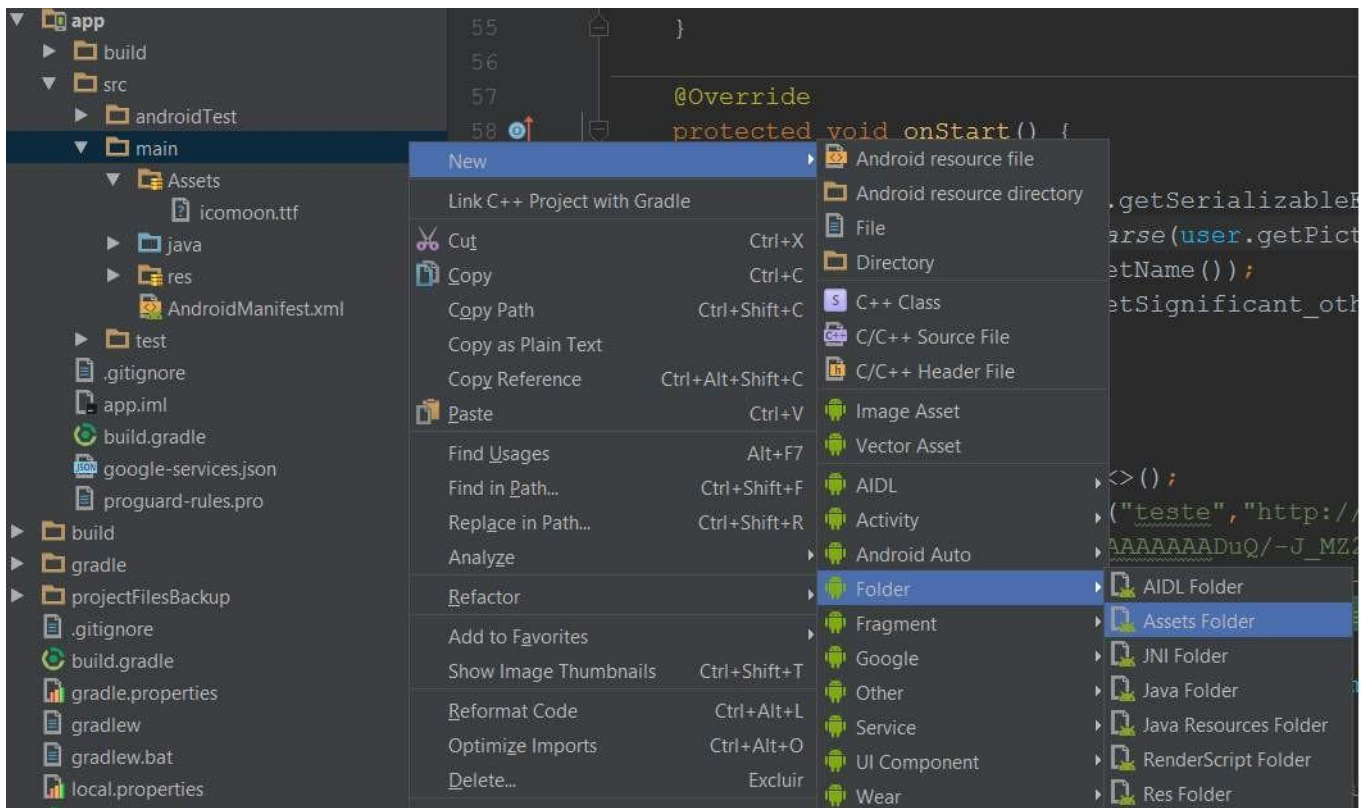 app
build
src
androidTest
main
Assets
icomoon.ttf
java
res
AndroidManifest.xml
test
.gitignore
app.iml
build.gradle
google-services.json
proguard-rules.pro
build
gradle
projectFilesBackup
.gitignore
build.gradle
gradle.properties
gradlew
gradlew.bat
local.properties
55 }
56
57 @Override
58 protected void onStart() {
.getSerializableE
arse(user.getPict
etName());
etSignificant_oth
<>();
("teste","http://
AAAAAAADuQ/-J_MZ2
New
Link C++ Project with Gradle
Cut Ctrl+X
Copy Ctrl+C
Copy Path Ctrl+Shift+C
Copy as Plain Text
Copy Reference Ctrl+Alt+Shift+C
Paste Ctrl+V
Find Usages Alt+F7
Find in Path... Ctrl+Shift+F
Replace in Path... Ctrl+Shift+R
Analyze
Refactor
Add to Favorites
Show Image Thumbnails Ctrl+Shift+T
Reformat Code Ctrl+Alt+L
Optimize Imports Ctrl+Alt+O
Delete... Excluir
Android resource file
Android resource directory
File
Directory
S C++ Class
C++ C/C++ Source File
h C/C++ Header File
Image Asset
Vector Asset
AIDL
Activity
Android Auto
Folder
Fragment
Google
Other
Service
UI Component
Wear
AIDL Folder
Assets Folder
JNI Folder
Java Folder
Java Resources Folder
RenderScript Folder
Res Folder